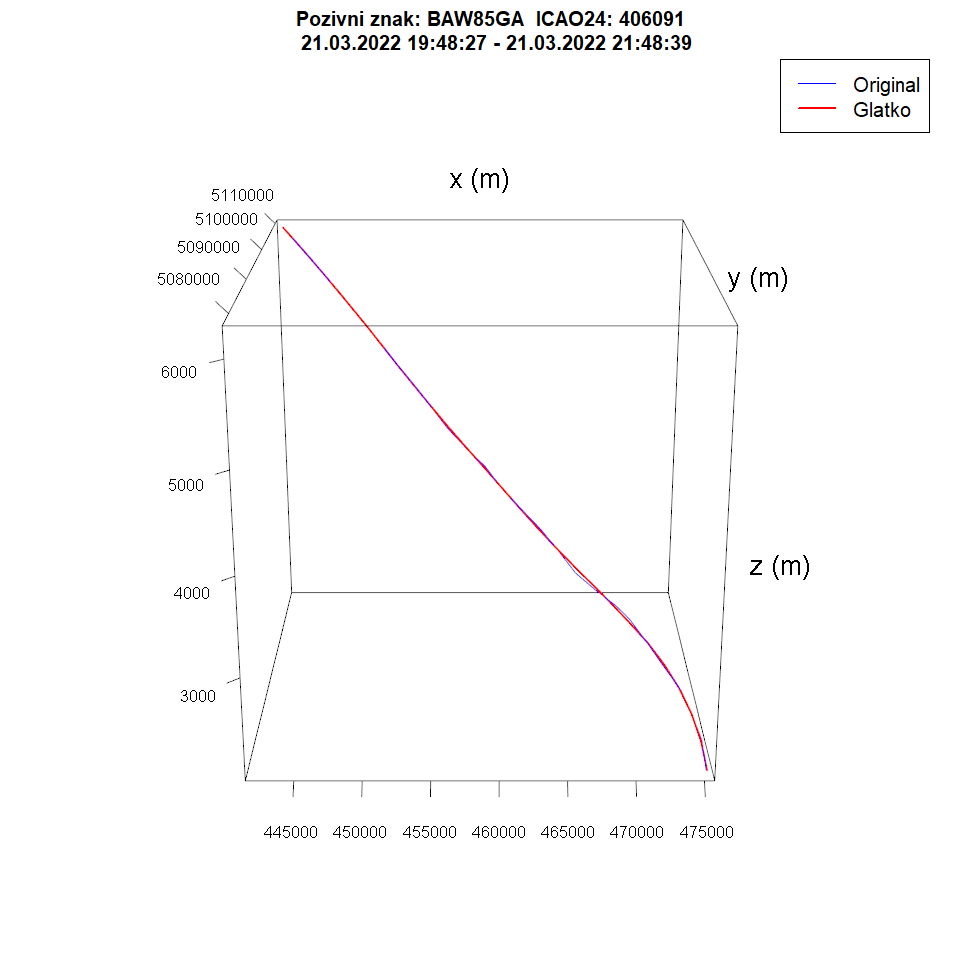 Pozivni znak: BAW85GA  ICAO24: 406091
21.03.2022 19:48:27 - 21.03.2022 21:48:39
Original
Glatko
x (m)
5110000
5100000
5090000
5080000
y (m)
6000
5000
4000
3000
z (m)
445000 450000 455000 460000 465000 470000 475000